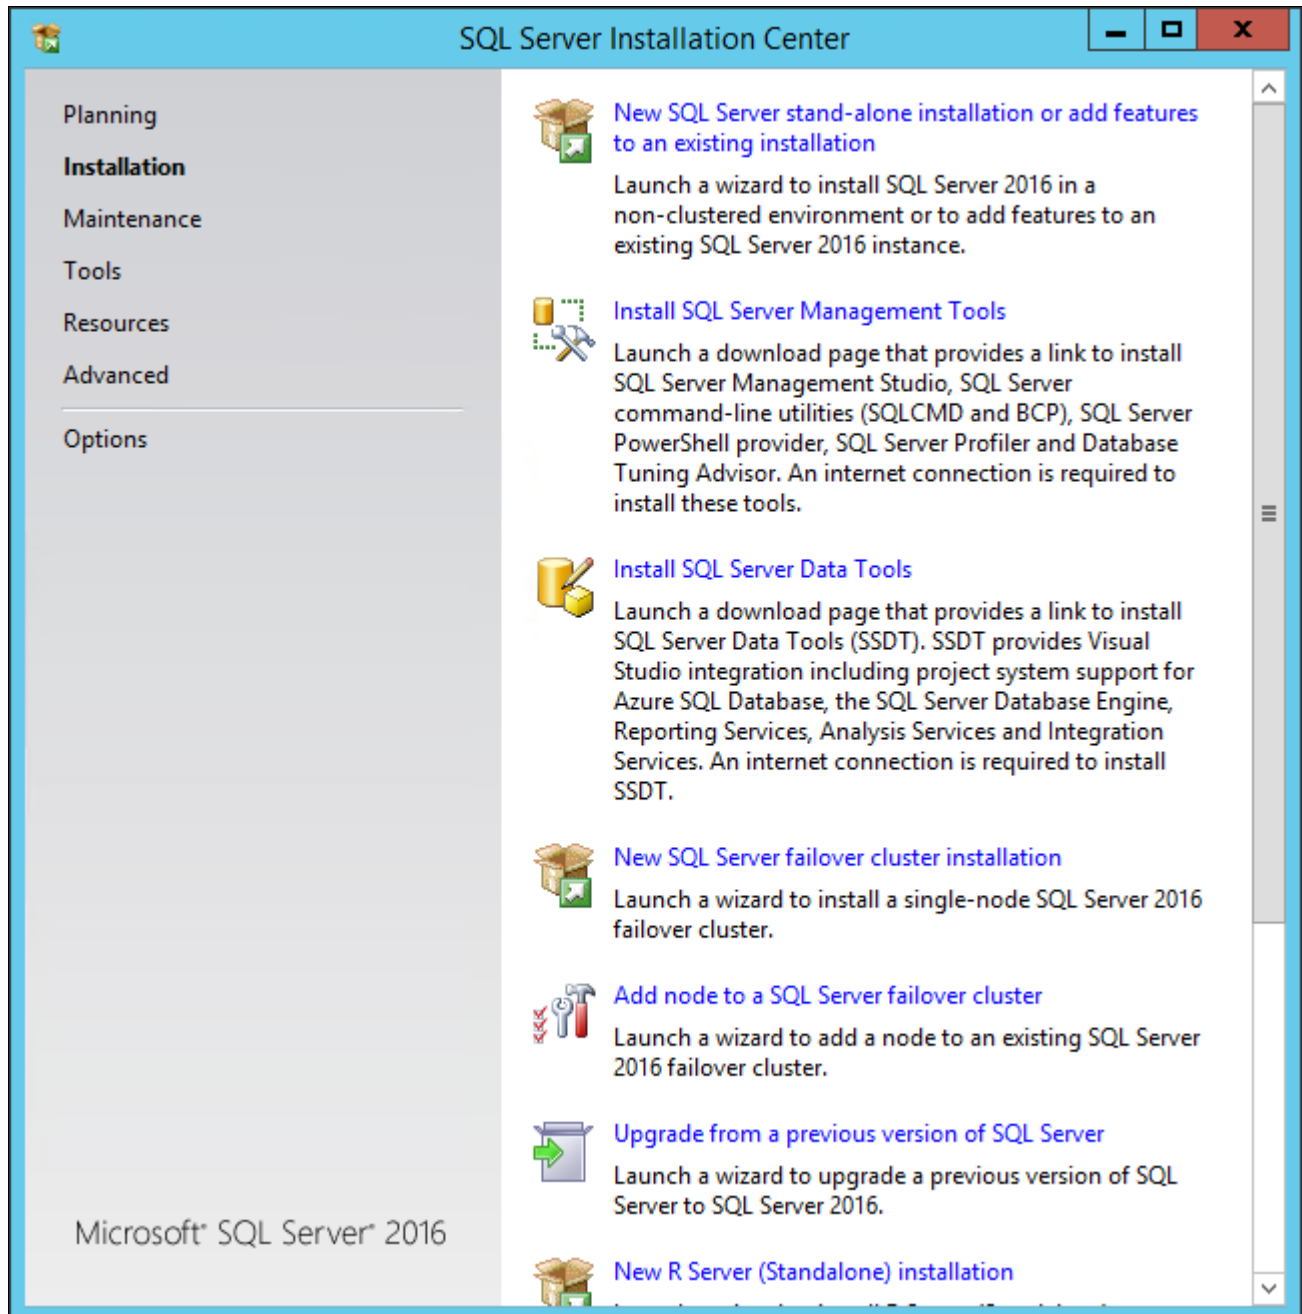 SQL Server Installation Center
Planning
Installation
Maintenance
Tools
Resources
Advanced
Options
Microsoft® SQL Server® 2016
New SQL Server stand-alone installation or add features
to an existing installation
Launch a wizard to install SQL Server 2016 in a
non-clustered environment or to add features to an
existing SQL Server 2016 instance.
Install SQL Server Management Tools
Launch a download page that provides a link to install
SQL Server Management Studio, SQL Server
command-line utilities (SQLCMD and BCP), SQL Server
PowerShell provider, SQL Server Profiler and Database
Tuning Advisor. An internet connection is required to
install these tools.
Install SQL Server Data Tools
Launch a download page that provides a link to install
SQL Server Data Tools (SSDT). SSDT provides Visual
Studio integration including project system support for
Azure SQL Database, the SQL Server Database Engine,
Reporting Services, Analysis Services and Integration
Services. An internet connection is required to install
SSDT.
New SQL Server failover cluster installation
Launch a wizard to install a single-node SQL Server 2016
failover cluster.
Add node to a SQL Server failover cluster
Launch a wizard to add a node to an existing SQL Server
2016 failover cluster.
Upgrade from a previous version of SQL Server
Launch a wizard to upgrade a previous version of SQL
Server to SQL Server 2016.
New R Server (Standalone) installation